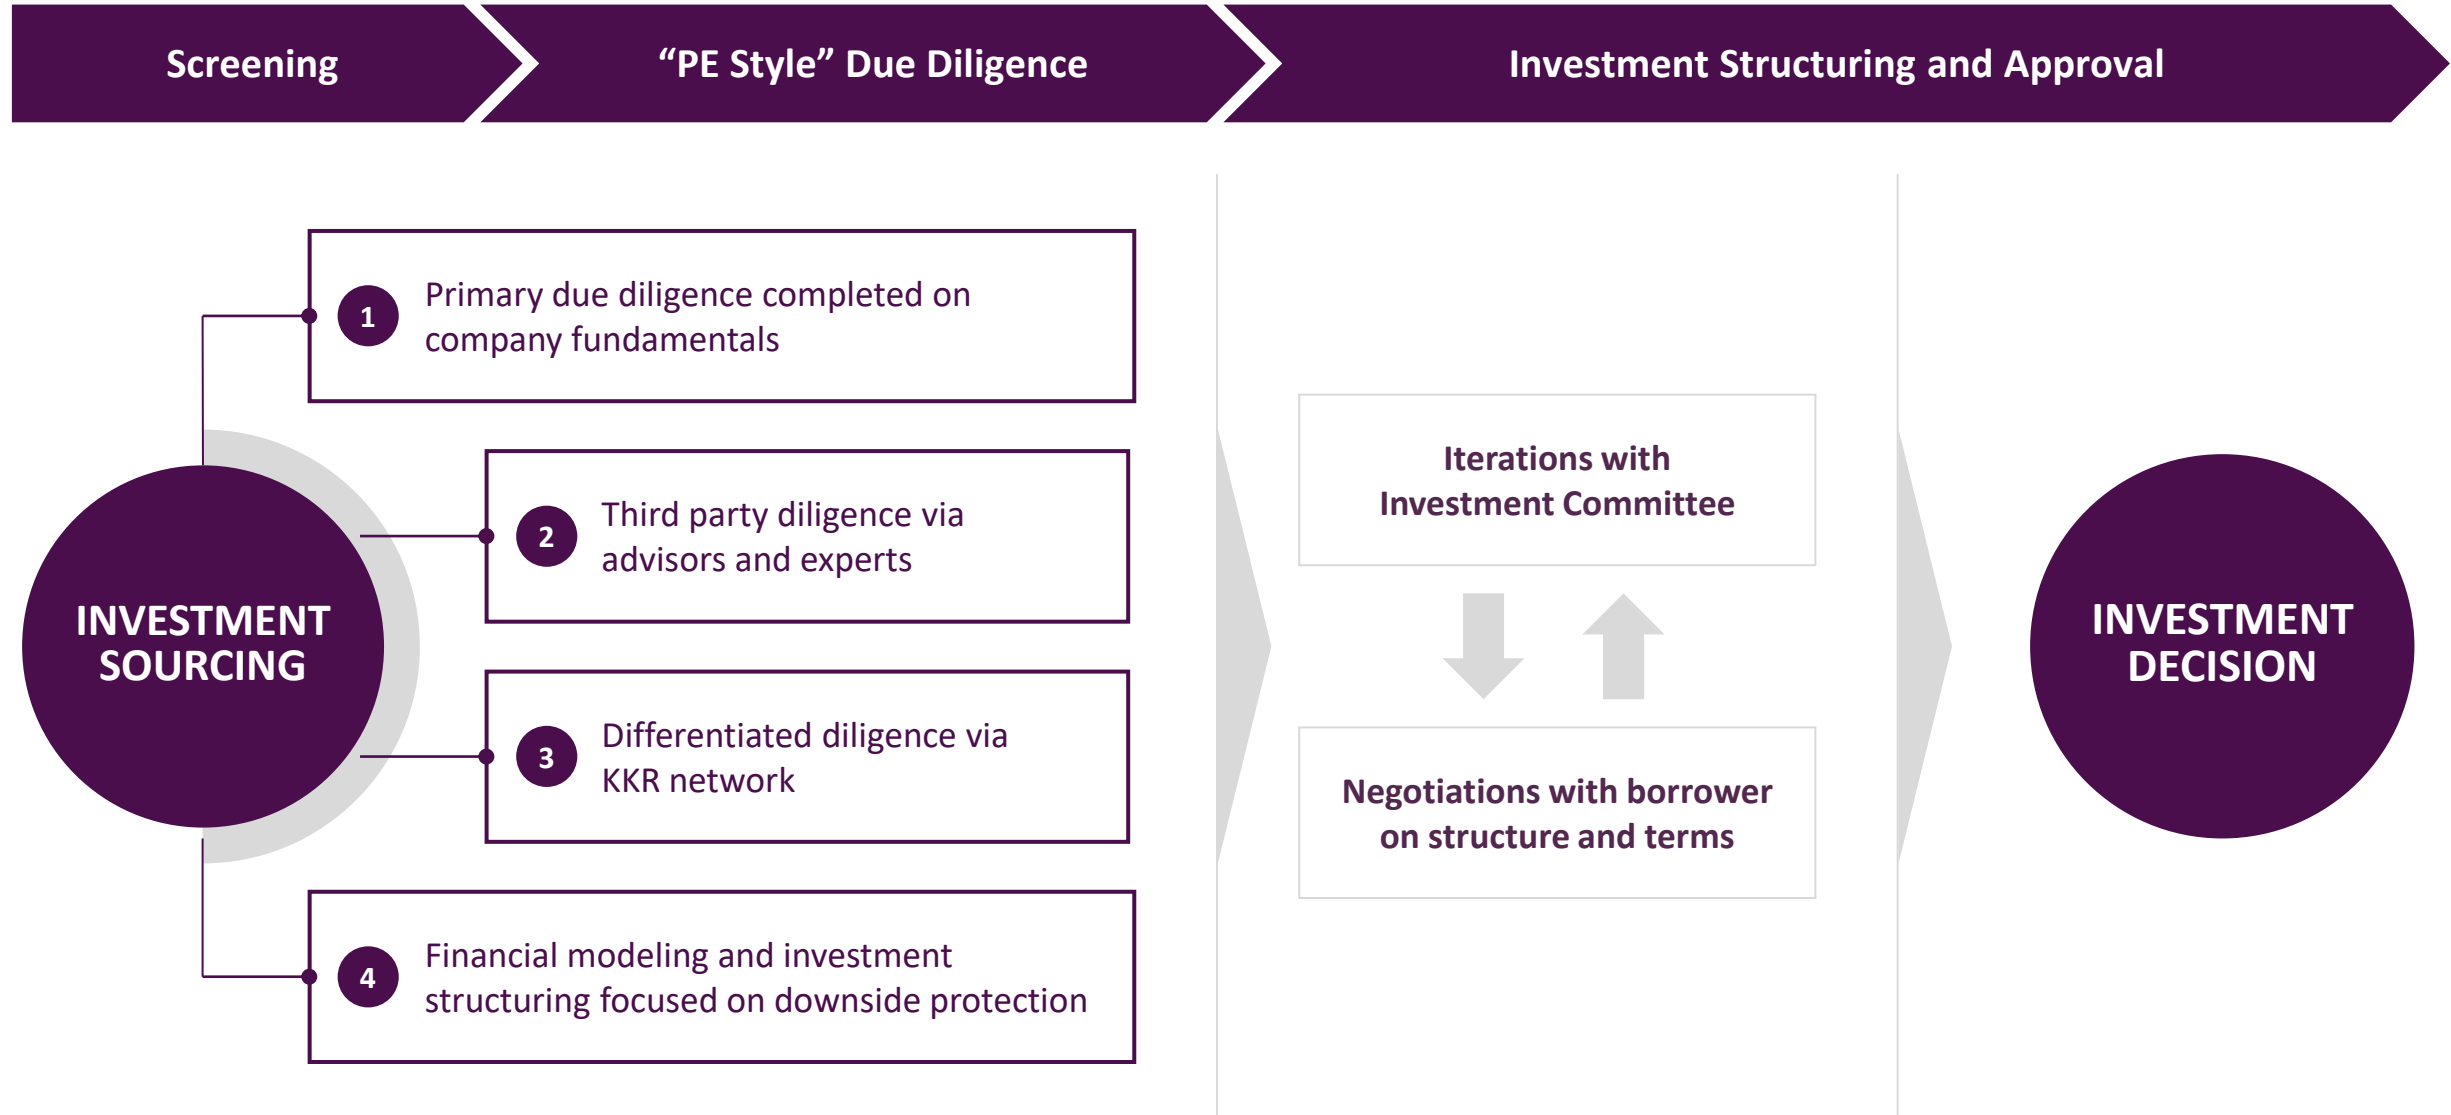 Screening
“PE Style” Due Diligence
Investment Structuring and Approval
INVESTMENT
SOURCING
1
Primary due diligence completed on
company fundamentals
2
Third party diligence via
advisors and experts
3
Differentiated diligence via
KKR network
4
Financial modeling and investment
structuring focused on downside protection
Iterations with
Investment Committee
Negotiations with borrower
on structure and terms
INVESTMENT
DECISION